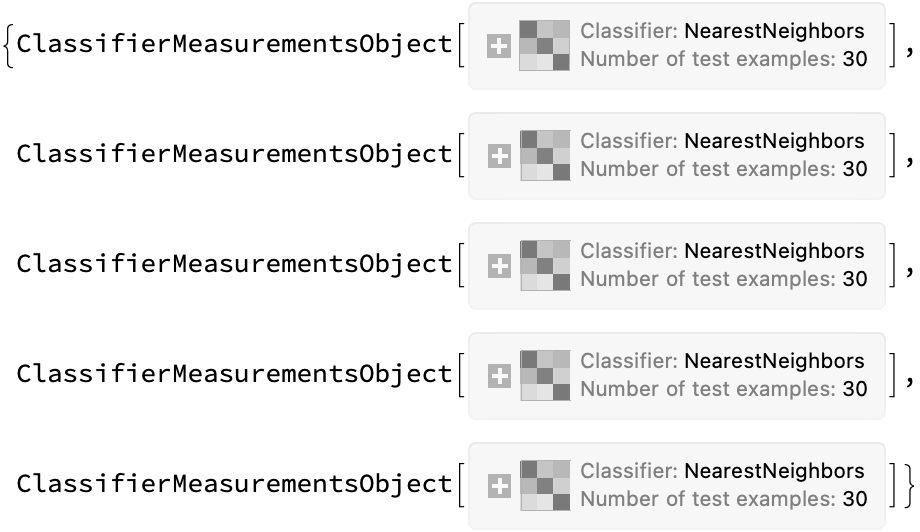 {ClassifierMeasurementsObject[ Classifier: NearestNeighbors
Number of test examples: 30 ],
ClassifierMeasurementsObject[ Classifier: NearestNeighbors
Number of test examples: 30 ],
ClassifierMeasurementsObject[ Classifier: NearestNeighbors
Number of test examples: 30 ],
ClassifierMeasurementsObject[ Classifier: NearestNeighbors
Number of test examples: 30 ],
ClassifierMeasurementsObject[ Classifier: NearestNeighbors
Number of test examples: 30 ]}